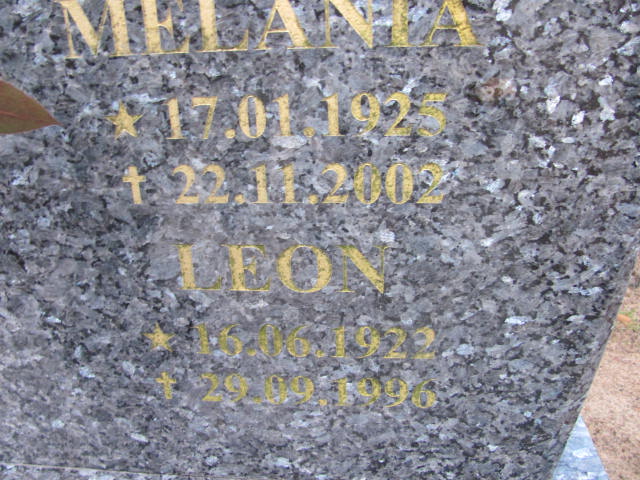 MELANIA
★ 17.01.1925
✝ 22.11.2002
LEON
★ 16.06.1922
✝ 29.09.1996